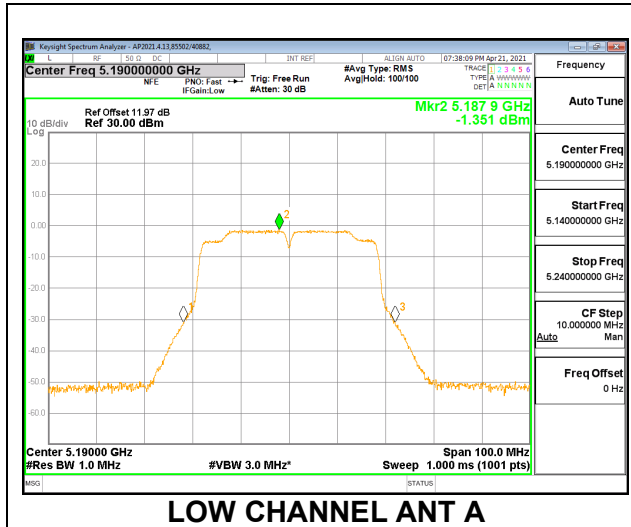 Keysight Spectrum Analyzer - AP2021.4.13,85502/40882,
L RF 50 Ω DC INT REF ALIGN AUTO 07:38:09 PM Apr 21, 2021
Center Freq 5.190000000 GHz
NFE PNO: Fast IFGain:Low
Trig: Free Run #Atten: 30 dB
#Avg Type: RMS Avg|Hold: 100/100
TRACE 1 2 3 4 5 6
TYPE A WWWWW
DET A N N N N N
Frequency
Ref Offset 11.97 dB
10 dB/div Ref 30.00 dBm
Log
Mkr2 5.187 9 GHz
-1.351 dBm
20.0
10.0
0.00
-10.0
-20.0
-30.0
-40.0
-50.0
-60.0
1
2
3
Center 5.19000 GHz Span 100.0 MHz
#Res BW 1.0 MHz #VBW 3.0 MHz* Sweep 1.000 ms (1001 pts)
MSG STATUS
Auto Tune
Center Freq
5.190000000 GHz
Start Freq
5.140000000 GHz
Stop Freq
5.240000000 GHz
CF Step
10.000000 MHz
Auto Man
Freq Offset
0 Hz
LOW CHANNEL ANT A